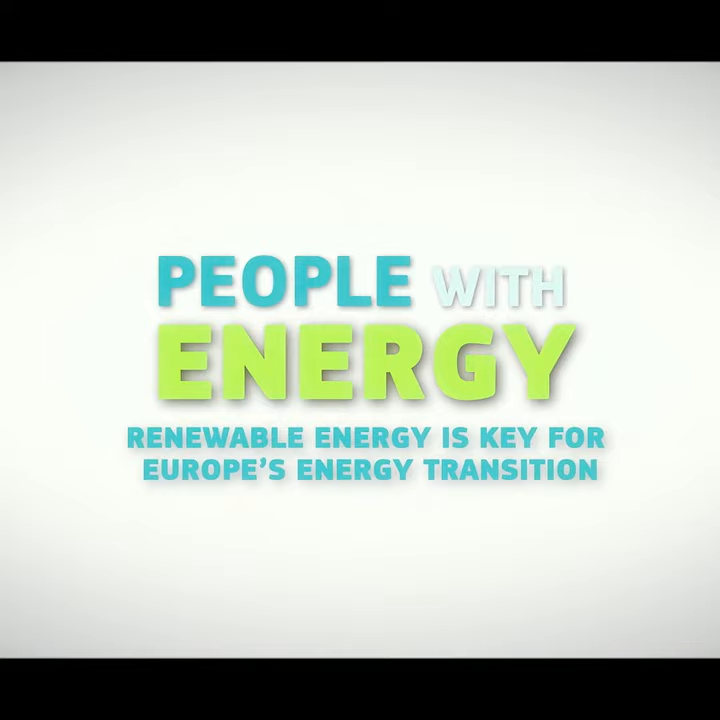 PEOPLE WITH
ENERGY
RENEWABLE ENERGY IS KEY FOR
EUROPE’S ENERGY TRANSITION